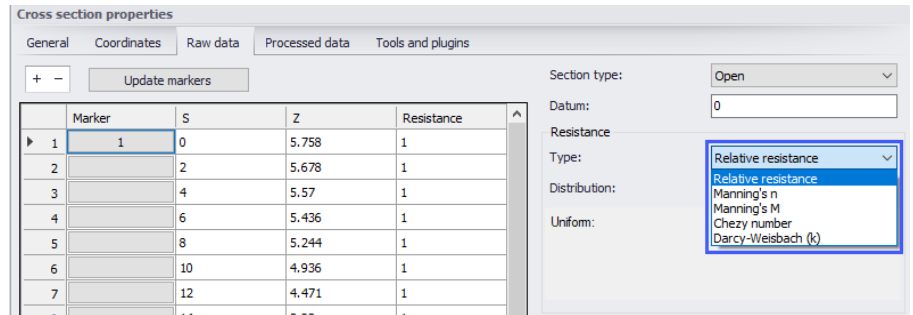 Cross section properties
General Coordinates Raw data Processed data Tools and plugins
+ − Update markers
Marker S Z Resistance
1 1 0 5.758 1
2 2 5.678 1
3 4 5.57 1
4 6 5.436 1
5 8 5.244 1
6 10 4.936 1
7 12 4.471 1
Section type: Open
Datum: 0
Resistance
Type: Relative resistance
Relative resistance
Manning's n
Manning's M
Chezy number
Darcy-Weisbach (k)
Distribution:
Uniform: